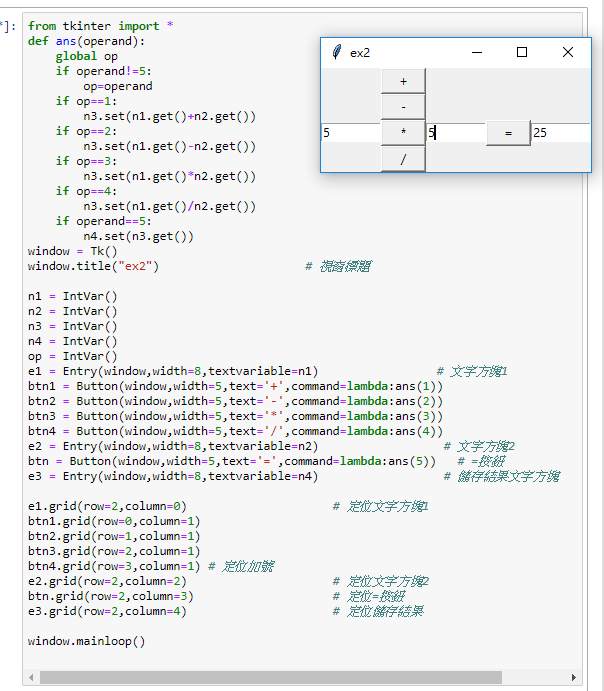 *]:
from tkinter import *
def ans(operand):
    global op
    if operand!=5:
        op=operand
    if op==1:
        n3.set(n1.get()+n2.get())
    if op==2:
        n3.set(n1.get()-n2.get())
    if op==3:
        n3.set(n1.get()*n2.get())
    if op==4:
        n3.set(n1.get()/n2.get())
    if operand==5:
        n4.set(n3.get())
window = Tk()
window.title("ex2")                    # 視窗標題

n1 = IntVar()
n2 = IntVar()
n3 = IntVar()
n4 = IntVar()
op = IntVar()
e1 = Entry(window,width=8,textvariable=n1)                # 文字方塊1
btn1 = Button(window,width=5,text='+',command=lambda:ans(1))
btn2 = Button(window,width=5,text='-',command=lambda:ans(2))
btn3 = Button(window,width=5,text='*',command=lambda:ans(3))
btn4 = Button(window,width=5,text='/',command=lambda:ans(4))
e2 = Entry(window,width=8,textvariable=n2)                 # 文字方塊2
btn = Button(window,width=5,text='=',command=lambda:ans(5))   # =按鈕
e3 = Entry(window,width=8,textvariable=n4)                 # 儲存結果文字方塊

e1.grid(row=2,column=0)                    # 定位文字方塊1
btn1.grid(row=0,column=1)
btn2.grid(row=1,column=1)
btn3.grid(row=2,column=1)
btn4.grid(row=3,column=1) # 定位加號
e2.grid(row=2,column=2)                    # 定位文字方塊2
btn.grid(row=2,column=3)                   # 定位=按鈕
e3.grid(row=2,column=4)                    # 定位儲存結果

window.mainloop()
ex2
+
-
5 * 5 = 25
/